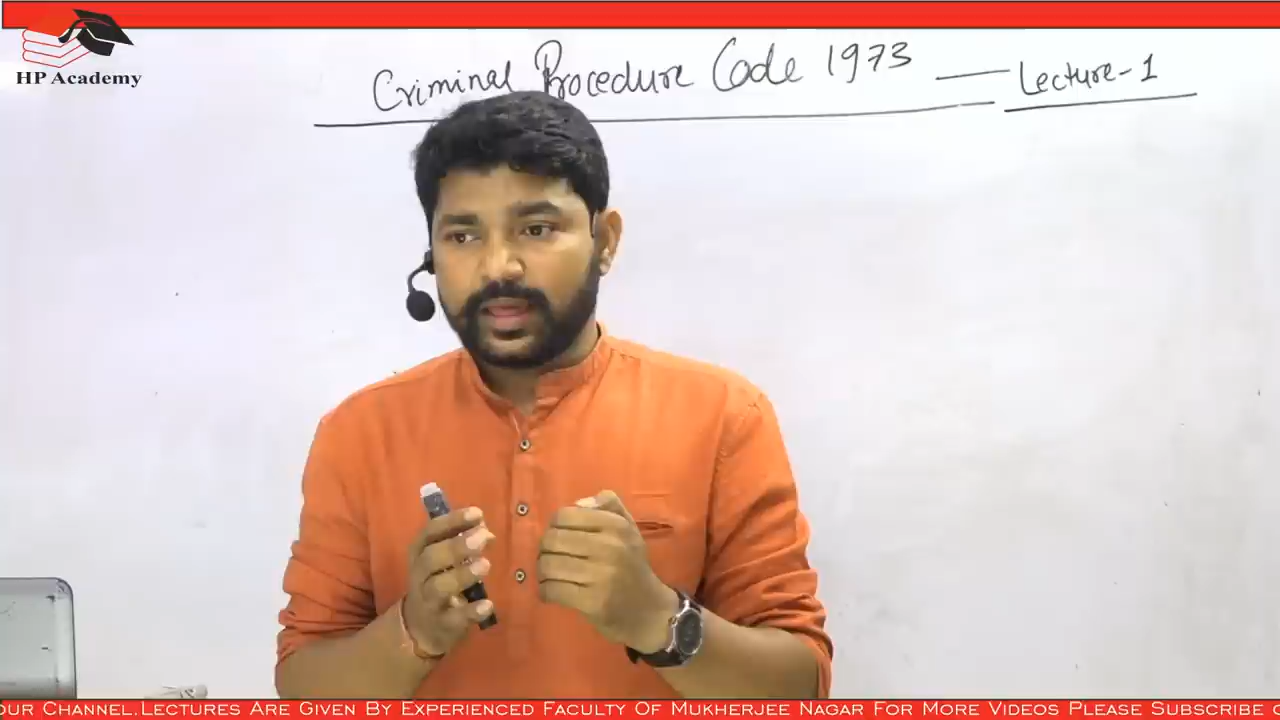 HP Academy
Criminal Procedure Code 1973 — Lecture-1
OUR CHANNEL.LECTURES ARE GIVEN BY EXPERIENCED FACULTY OF MUKHERJEE NAGAR FOR MORE VIDEOS PLEASE SUBSCRIBE